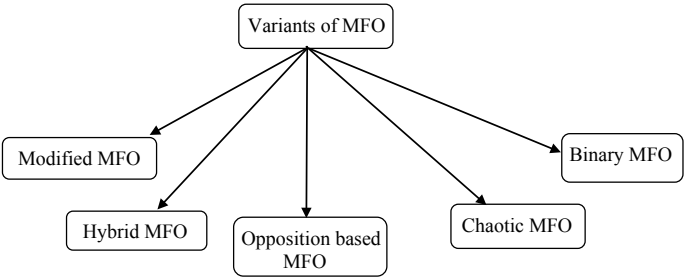 Variants of MFO
Modified MFO
Hybrid MFO
Opposition based
MFO
Chaotic MFO
Binary MFO